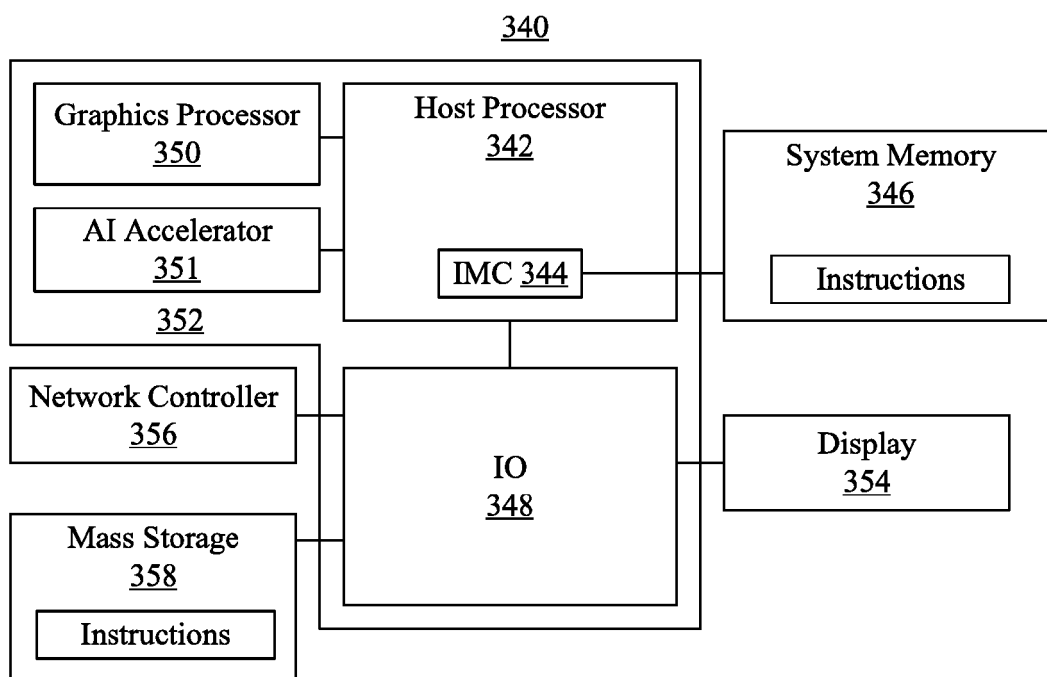 340
Graphics Processor
350
Host Processor
342
System Memory
346
AI Accelerator
351
IMC 344
Instructions
352
Network Controller
356
IO
348
Display
354
Mass Storage
358
Instructions